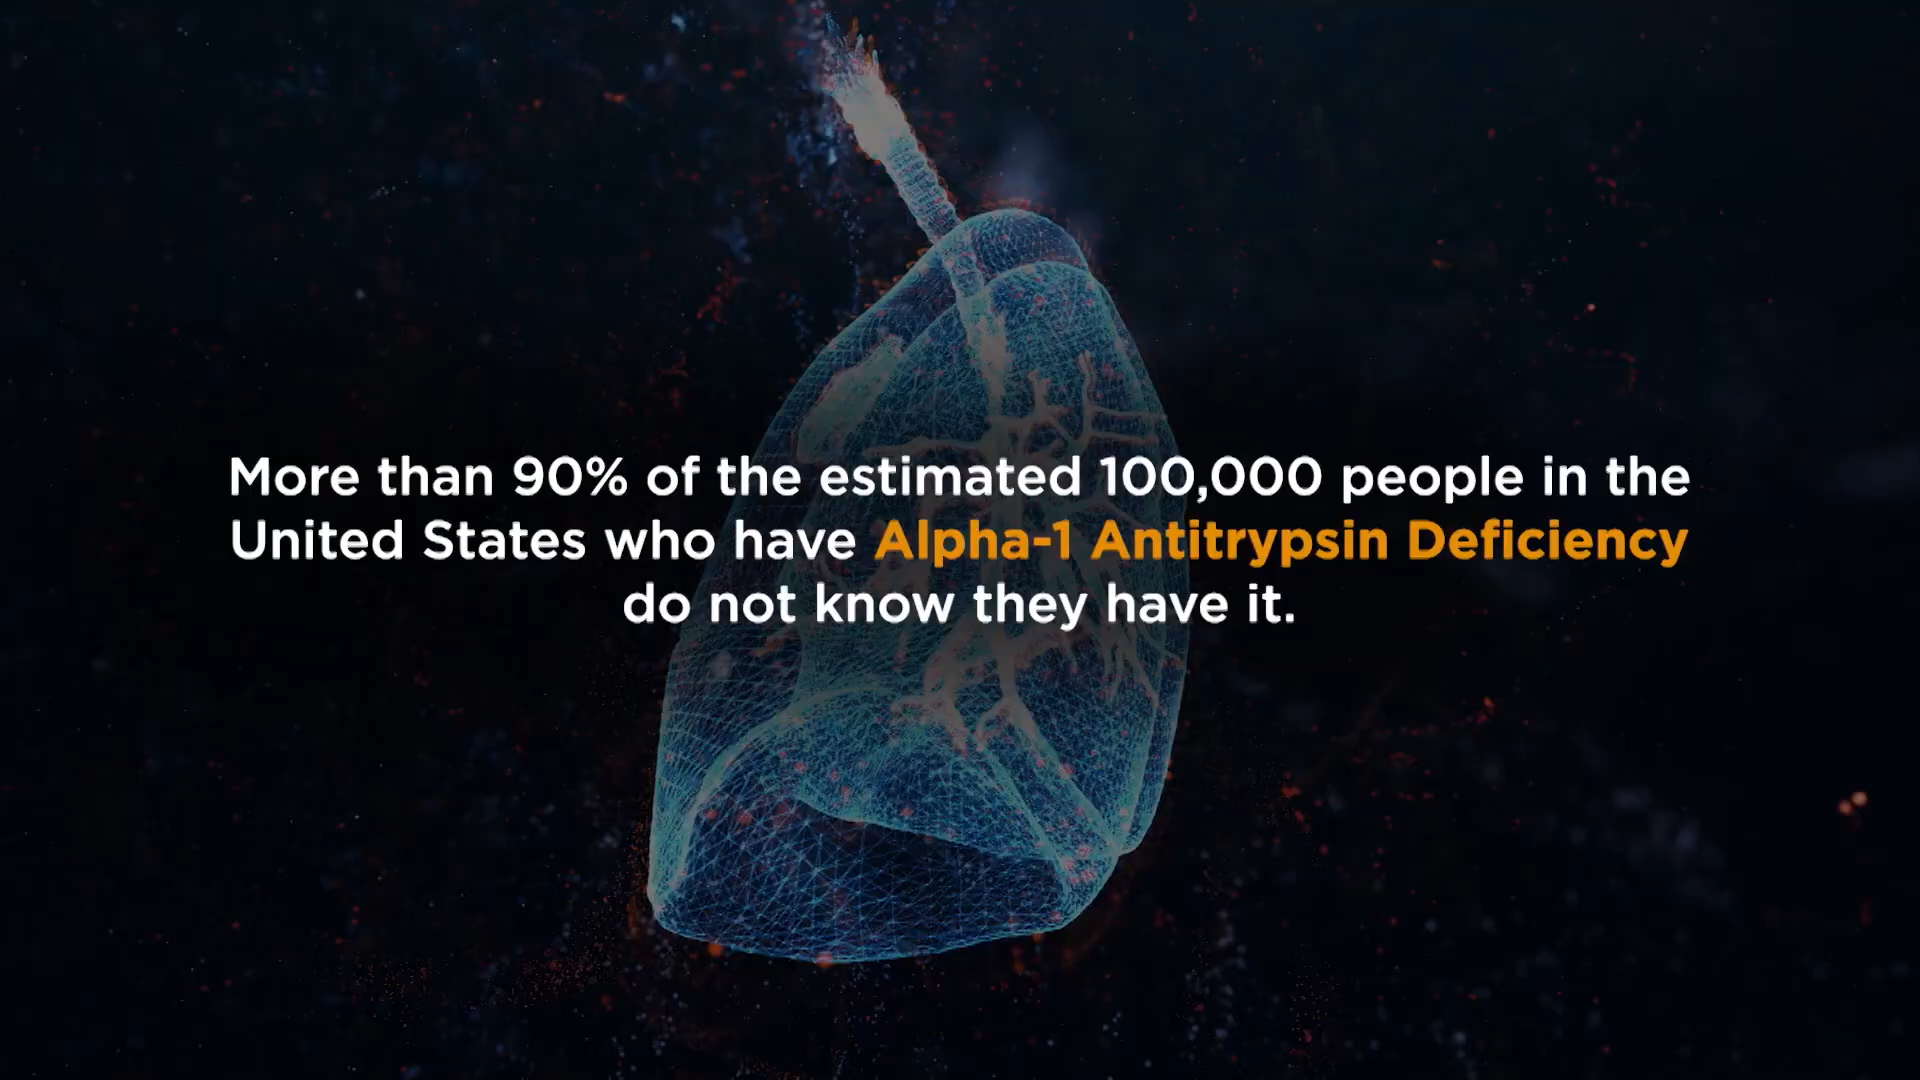 More than 90% of the estimated 100,000 people in the
United States who have Alpha-1 Antitrypsin Deficiency
do not know they have it.